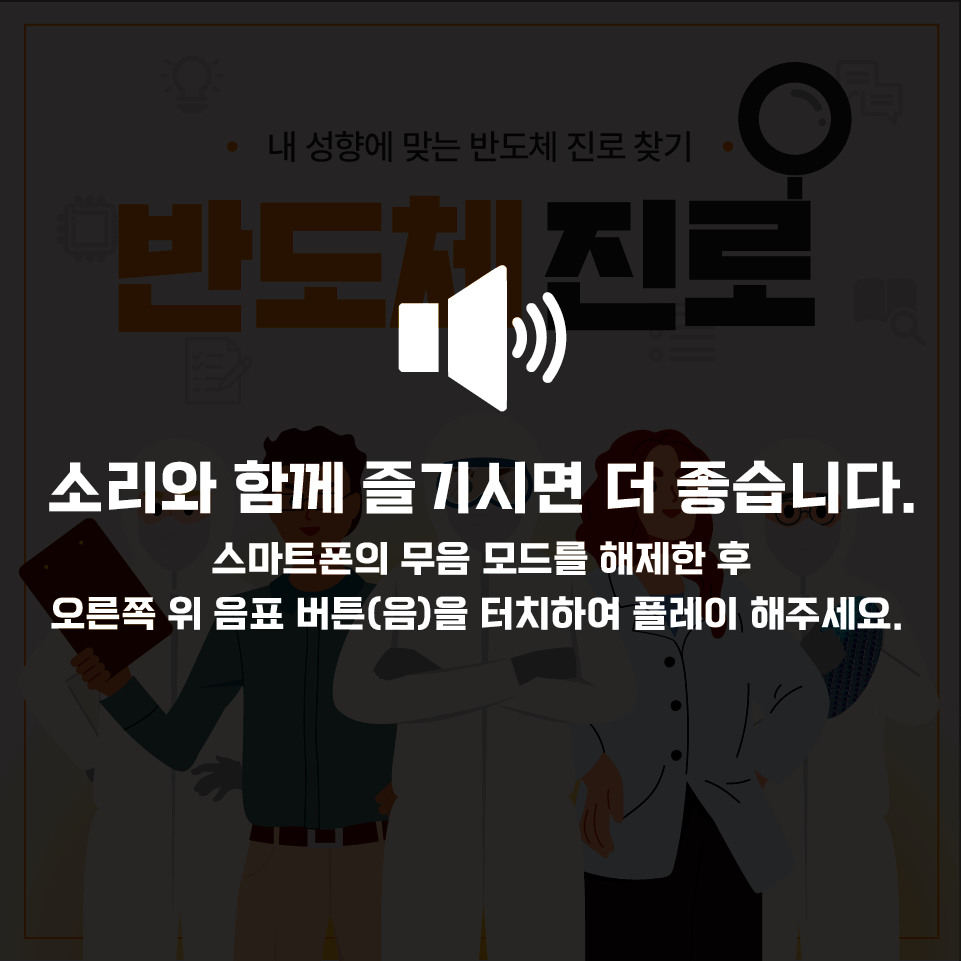 내 성향에 맞는 반도체 진로 찾기
반도체 진로
소리와 함께 즐기시면 더 좋습니다.
스마트폰의 무음 모드를 해제한 후
오른쪽 위 음표 버튼(음)을 터치하여 플레이 해주세요.